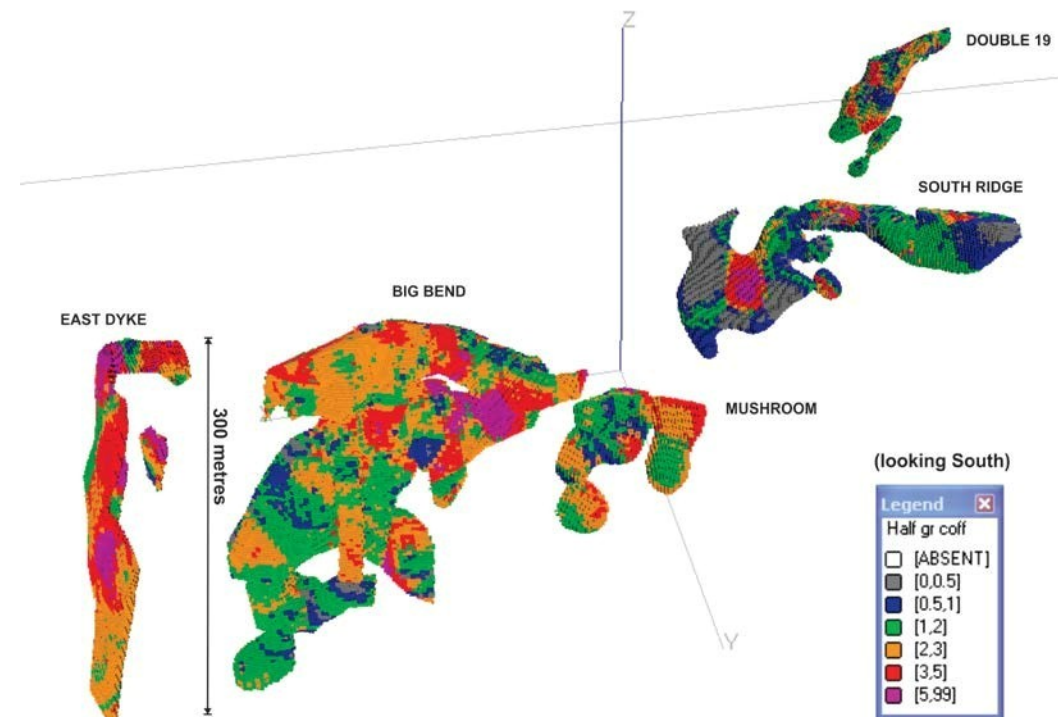 Z
DOUBLE 19
SOUTH RIDGE
BIG BEND
EAST DYKE
300 metres
MUSHROOM
(looking South)
Legend
Half gr coff
[ABSENT]
[0,0.5]
[0.5,1]
[1,2]
[2,3]
[3,5]
[5,99]
Y